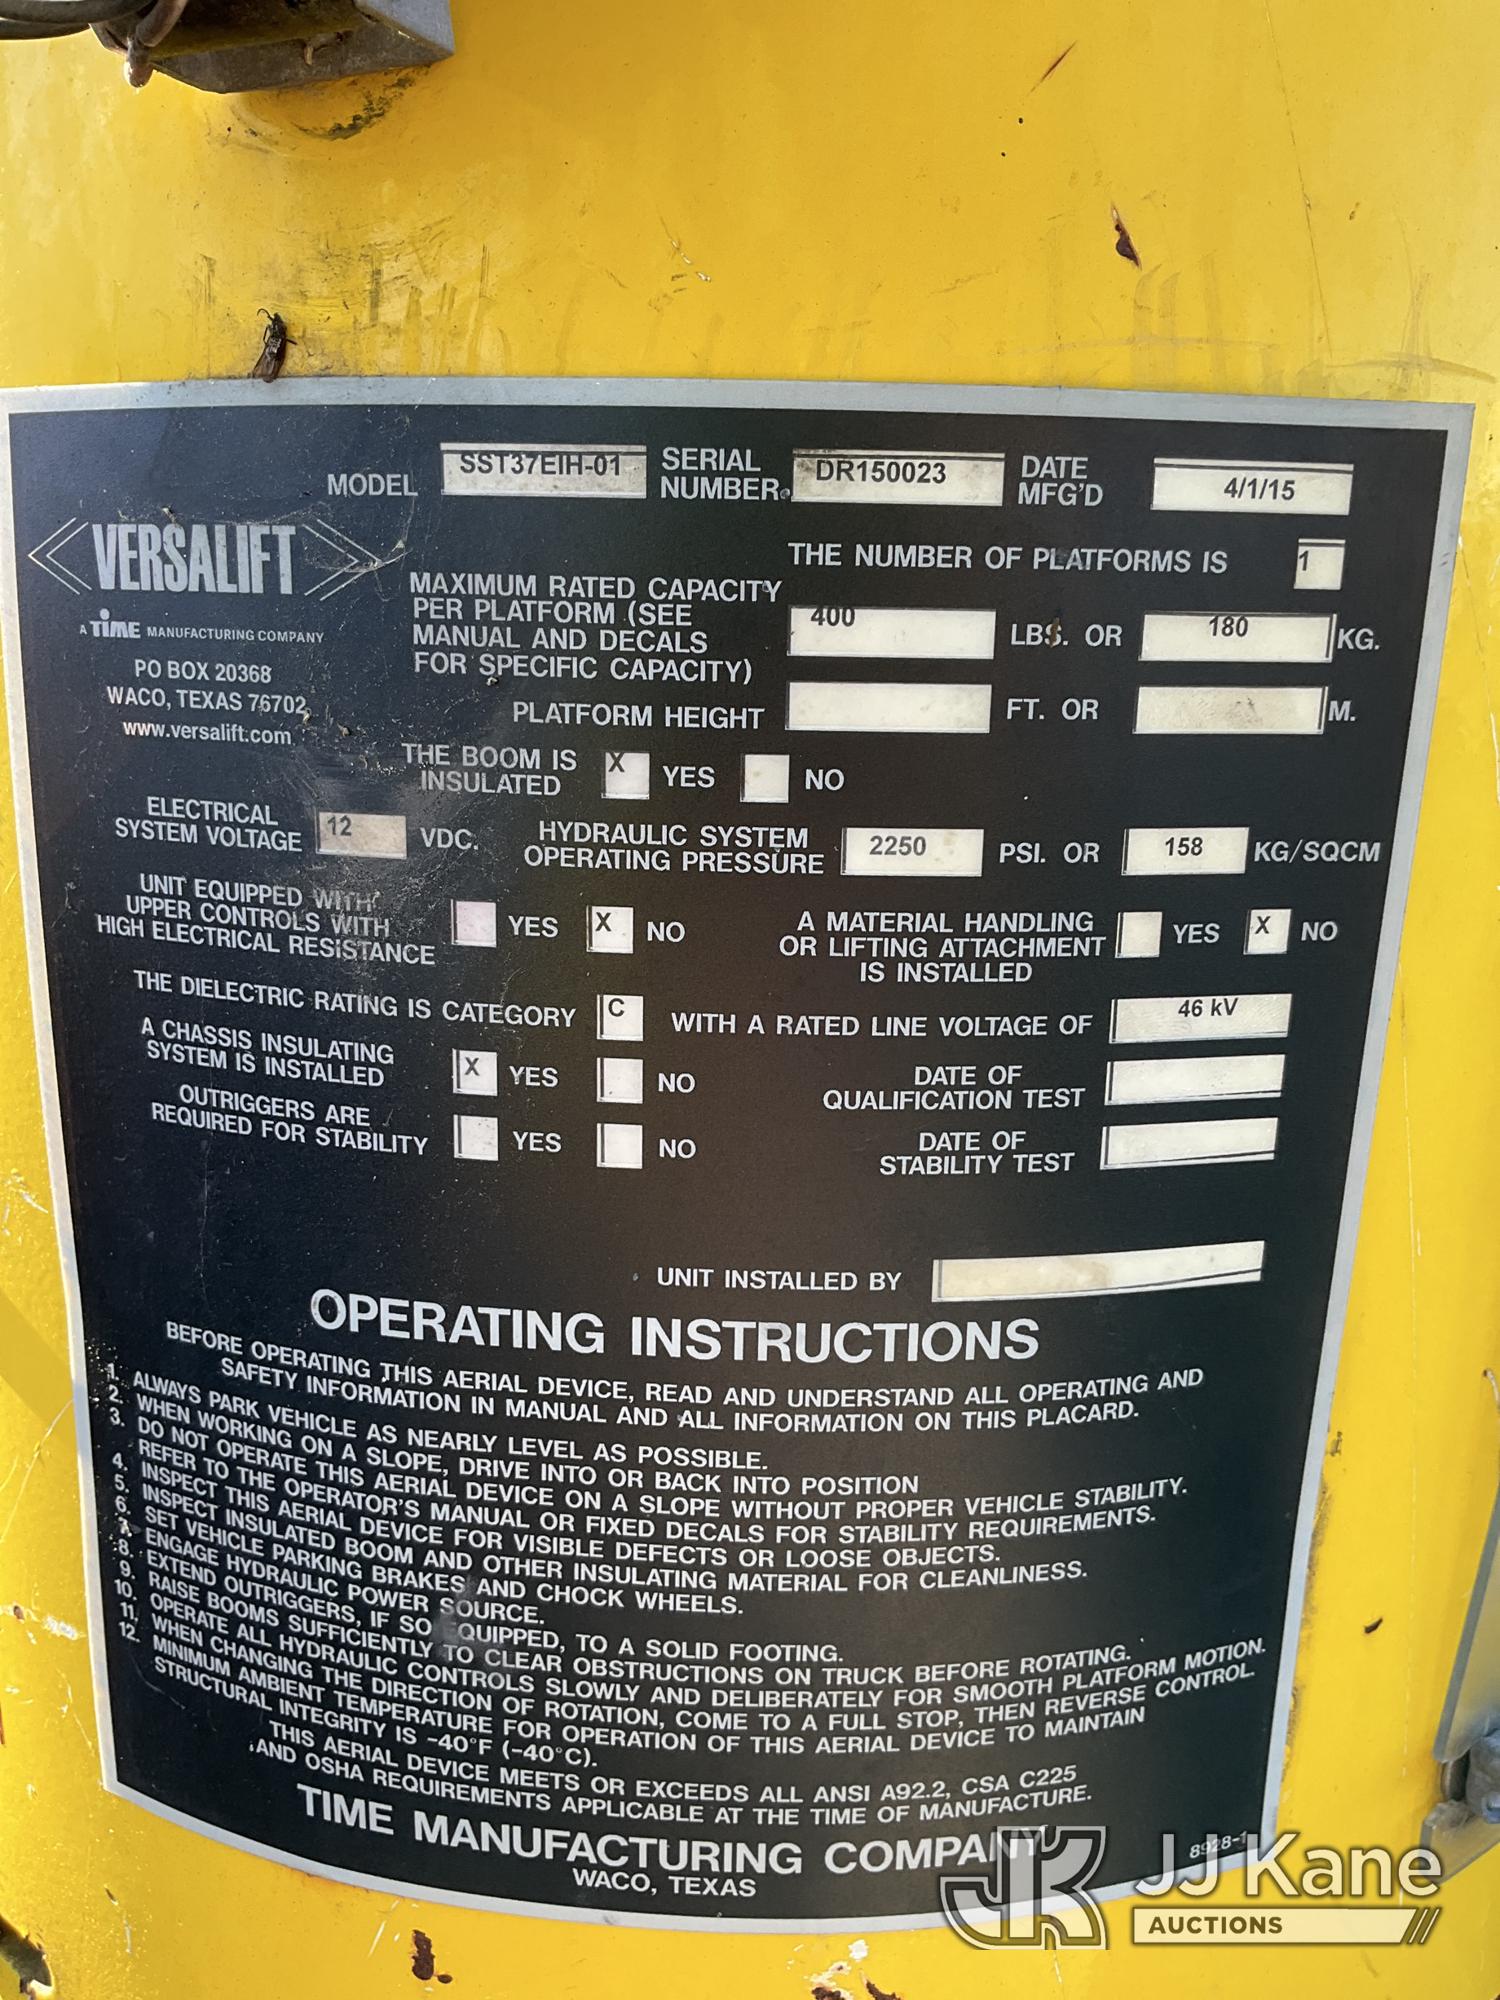 MODEL SST37EIH-01 SERIAL NUMBER DR150023 DATE MFG'D 4/1/15
VERSALIFT
A TIME MANUFACTURING COMPANY
PO BOX 20368
WACO, TEXAS 76702
www.versalift.com
THE NUMBER OF PLATFORMS IS 1
MAXIMUM RATED CAPACITY
PER PLATFORM (SEE
MANUAL AND DECALS
FOR SPECIFIC CAPACITY)
400 LBS. OR 180 KG.
PLATFORM HEIGHT FT. OR M.
THE BOOM IS
INSULATED X YES NO
ELECTRICAL
SYSTEM VOLTAGE 12 VDC.
HYDRAULIC SYSTEM
OPERATING PRESSURE 2250 PSI. OR 158 KG/SQCM
UNIT EQUIPPED WITH
UPPER CONTROLS WITH
HIGH ELECTRICAL RESISTANCE YES X NO
A MATERIAL HANDLING
OR LIFTING ATTACHMENT
IS INSTALLED YES X NO
THE DIELECTRIC RATING IS CATEGORY C WITH A RATED LINE VOLTAGE OF 46 kV
A CHASSIS INSULATING
SYSTEM IS INSTALLED X YES NO
DATE OF
QUALIFICATION TEST
OUTRIGGERS ARE
REQUIRED FOR STABILITY YES NO
DATE OF
STABILITY TEST
UNIT INSTALLED BY
OPERATING INSTRUCTIONS
BEFORE OPERATING THIS AERIAL DEVICE, READ AND UNDERSTAND ALL OPERATING AND
SAFETY INFORMATION IN MANUAL AND ALL INFORMATION ON THIS PLACARD.
1. ALWAYS PARK VEHICLE AS NEARLY LEVEL AS POSSIBLE.
2. WHEN WORKING ON A SLOPE, DRIVE INTO OR BACK INTO POSITION
3. DO NOT OPERATE THIS AERIAL DEVICE ON A SLOPE WITHOUT PROPER VEHICLE STABILITY.
REFER TO THE OPERATOR'S MANUAL OR FIXED DECALS FOR STABILITY REQUIREMENTS.
4. INSPECT THIS AERIAL DEVICE FOR VISIBLE DEFECTS OR LOOSE OBJECTS.
5. INSPECT INSULATED BOOM AND OTHER INSULATING MATERIAL FOR CLEANLINESS.
6. SET VEHICLE PARKING BRAKES AND CHOCK WHEELS.
7. ENGAGE HYDRAULIC POWER SOURCE.
8. EXTEND OUTRIGGERS, IF SO EQUIPPED, TO A SOLID FOOTING.
9. RAISE BOOMS SUFFICIENTLY TO CLEAR OBSTRUCTIONS ON TRUCK BEFORE ROTATING.
10. OPERATE ALL HYDRAULIC CONTROLS SLOWLY AND DELIBERATELY FOR SMOOTH PLATFORM MOTION.
11. WHEN CHANGING THE DIRECTION OF ROTATION, COME TO A FULL STOP, THEN REVERSE CONTROL.
12. MINIMUM AMBIENT TEMPERATURE FOR OPERATION OF THIS AERIAL DEVICE TO MAINTAIN
STRUCTURAL INTEGRITY IS -40°F (-40°C).
THIS AERIAL DEVICE MEETS OR EXCEEDS ALL ANSI A92.2, CSA C225
AND OSHA REQUIREMENTS APPLICABLE AT THE TIME OF MANUFACTURE.
TIME MANUFACTURING COMPANY
WACO, TEXAS
8928-1
JK JJ Kane
AUCTIONS